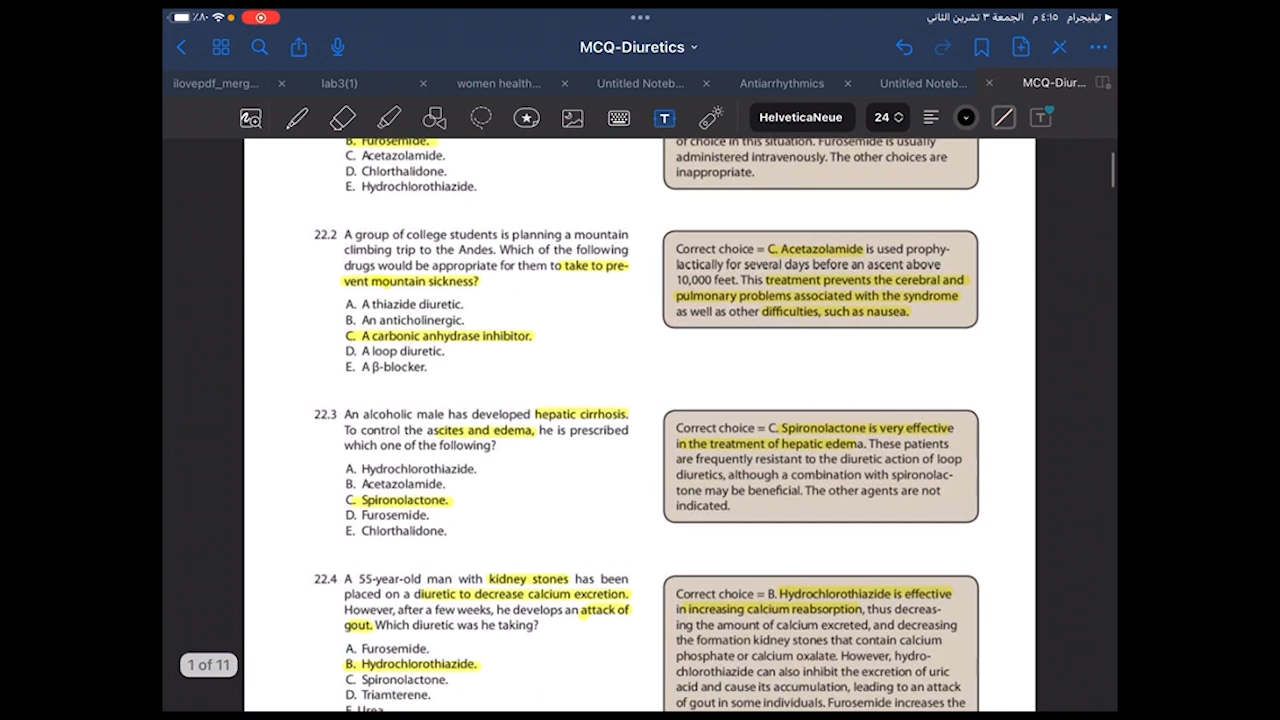 ٪٨٠
تيليجرام ٤:١٥ م الجمعة ٣ تشرين الثاني
MCQ-Diuretics
ilovepdf_merg...
lab3(1)
women health...
Untitled Noteb...
Antiarrhythmics
Untitled Noteb...
MCQ-Diur...
HelveticaNeue
24
B. Furosemide.
C. Acetazolamide.
D. Chlorthalidone.
E. Hydrochlorothiazide.
of choice in this situation. Furosemide is usually
administered intravenously. The other choices are
inappropriate.
22.2 A group of college students is planning a mountain
climbing trip to the Andes. Which of the following
drugs would be appropriate for them to take to pre-
vent mountain sickness?
A. A thiazide diuretic.
B. An anticholinergic.
C. A carbonic anhydrase inhibitor.
D. A loop diuretic.
E. A β-blocker.
Correct choice = C. Acetazolamide is used prophy-
lactically for several days before an ascent above
10,000 feet. This treatment prevents the cerebral and
pulmonary problems associated with the syndrome
as well as other difficulties, such as nausea.
22.3 An alcoholic male has developed hepatic cirrhosis.
To control the ascites and edema, he is prescribed
which one of the following?
A. Hydrochlorothiazide.
B. Acetazolamide.
C. Spironolactone.
D. Furosemide.
E. Chlorthalidone.
Correct choice = C. Spironolactone is very effective
in the treatment of hepatic edema. These patients
are frequently resistant to the diuretic action of loop
diuretics, although a combination with spironolac-
tone may be beneficial. The other agents are not
indicated.
22.4 A 55-year-old man with kidney stones has been
placed on a diuretic to decrease calcium excretion.
However, after a few weeks, he develops an attack of
gout. Which diuretic was he taking?
A. Furosemide.
B. Hydrochlorothiazide.
C. Spironolactone.
D. Triamterene.
E. Urea.
Correct choice = B. Hydrochlorothiazide is effective
in increasing calcium reabsorption, thus decreas-
ing the amount of calcium excreted, and decreasing
the formation kidney stones that contain calcium
phosphate or calcium oxalate. However, hydro-
chlorothiazide can also inhibit the excretion of uric
acid and cause its accumulation, leading to an attack
of gout in some individuals. Furosemide increases the
1 of 11